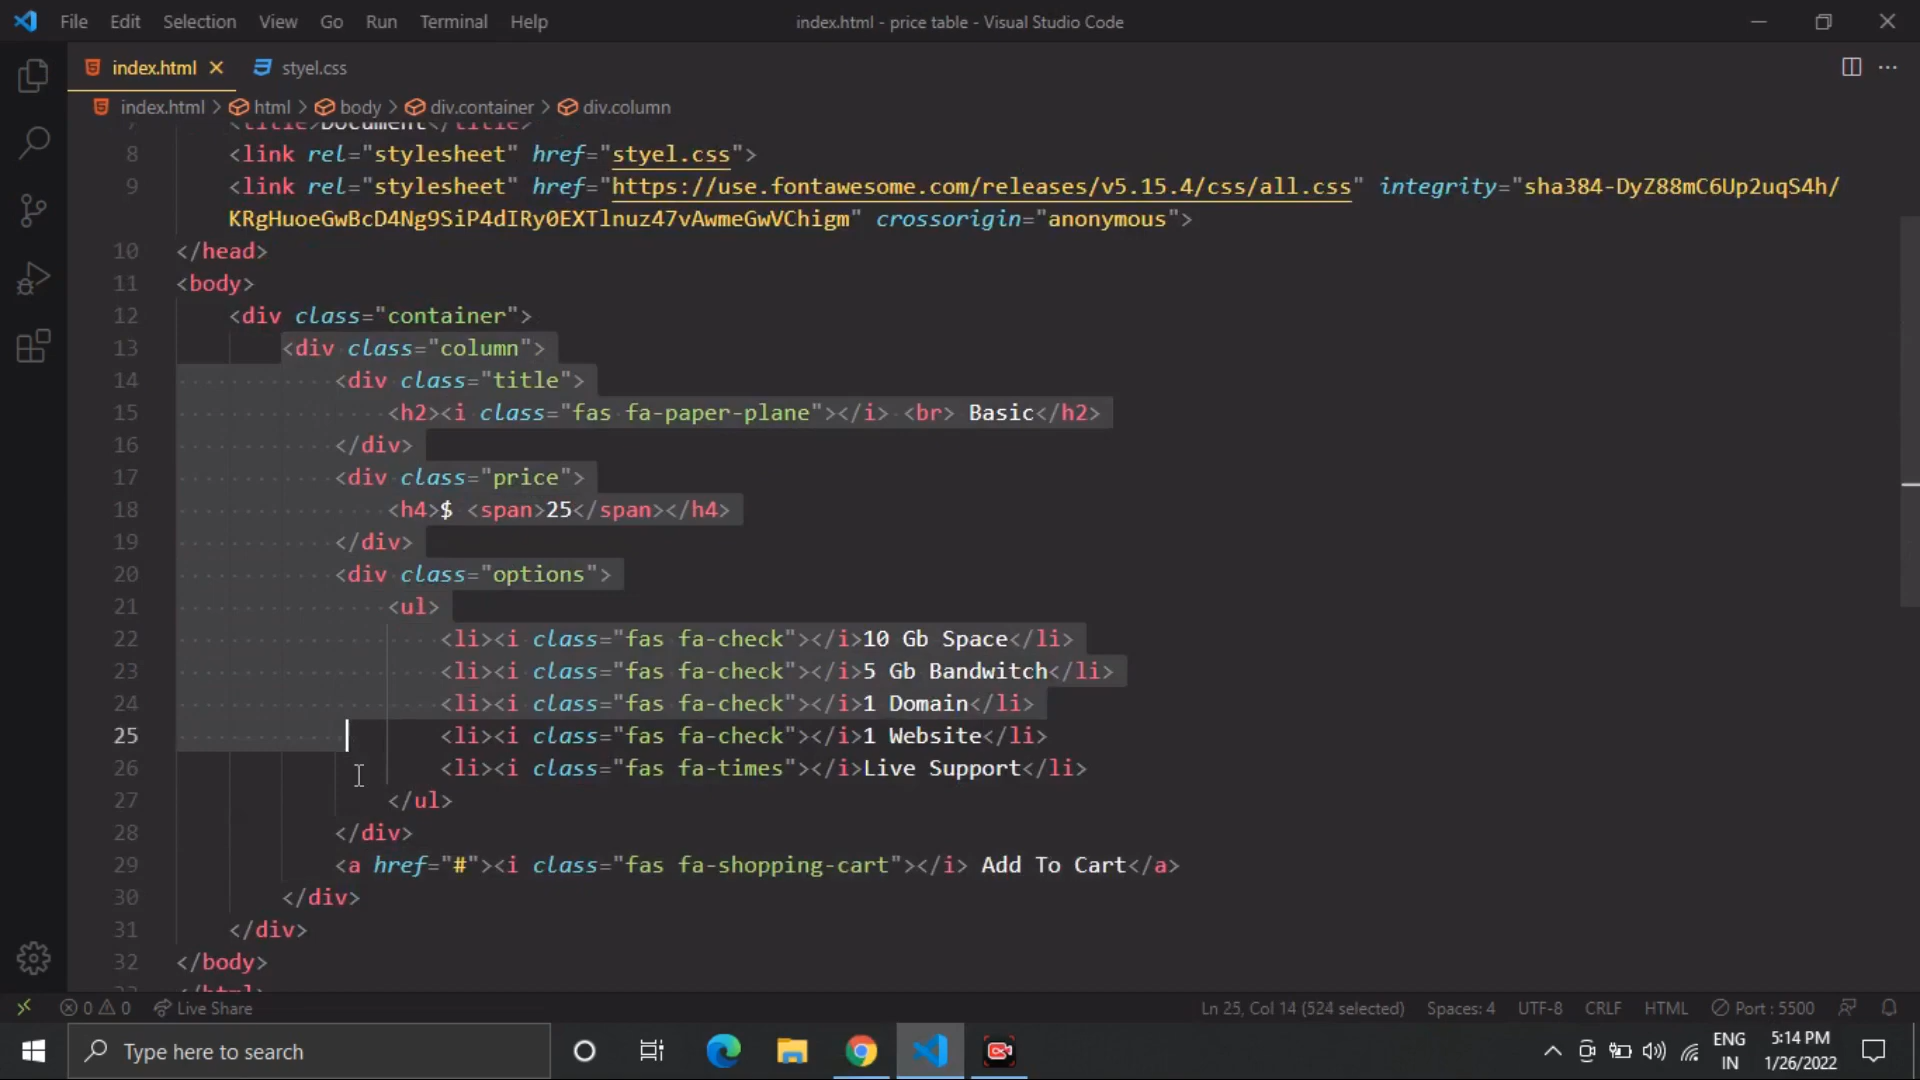 File Edit Selection View Go Run Terminal Help
index.html - price table - Visual Studio Code
index.html
styel.css
index.html > html > body > div.container > div.column
7 <title>Document</title>
8 <link rel="stylesheet" href="styel.css">
9 <link rel="stylesheet" href="https://use.fontawesome.com/releases/v5.15.4/css/all.css" integrity="sha384-DyZ88mC6Up2uqS4h/
KRgHuoeGwBcD4Ng9SiP4dIRy0EXTlnuz47vAwmeGwVChigm" crossorigin="anonymous">
10 </head>
11 <body>
12 <div class="container">
13 <div class="column">
14 <div class="title">
15 <h2><i class="fas fa-paper-plane"></i> <br> Basic</h2>
16 </div>
17 <div class="price">
18 <h4>$ <span>25</span></h4>
19 </div>
20 <div class="options">
21 <ul>
22 <li><i class="fas fa-check"></i>10 Gb Space</li>
23 <li><i class="fas fa-check"></i>5 Gb Bandwitch</li>
24 <li><i class="fas fa-check"></i>1 Domain</li>
25 <li><i class="fas fa-check"></i>1 Website</li>
26 <li><i class="fas fa-times"></i>Live Support</li>
27 </ul>
28 </div>
29 <a href="#"><i class="fas fa-shopping-cart"></i> Add To Cart</a>
30 </div>
31 </div>
32 </body>
33 </html>
0 0 Live Share
Ln 25, Col 14 (524 selected) Spaces: 4 UTF-8 CRLF HTML Port : 5500
Type here to search
ENG
IN
5:14 PM
1/26/2022